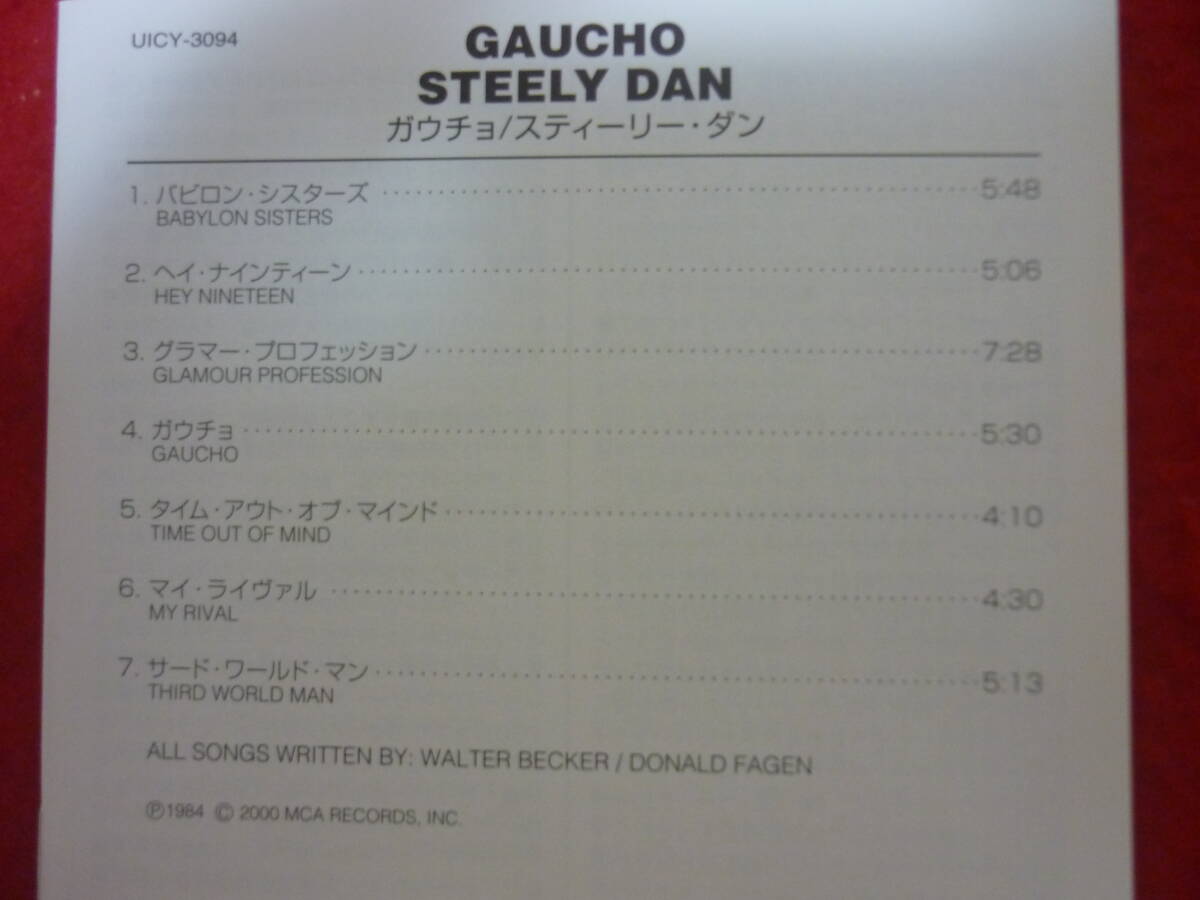 UICY-3094
GAUCHO
STEELY DAN
ガウチョ/スティーリー・ダン
1. バビロン・シスターズ 5:48
BABYLON SISTERS
2. ヘイ・ナインティーン 5:06
HEY NINETEEN
3. グラマー・プロフェッション 7:28
GLAMOUR PROFESSION
4. ガウチョ 5:30
GAUCHO
5. タイム・アウト・オブ・マインド 4:10
TIME OUT OF MIND
6. マイ・ライヴァル 4:30
MY RIVAL
7. サード・ワールド・マン 5:13
THIRD WORLD MAN
ALL SONGS WRITTEN BY: WALTER BECKER / DONALD FAGEN
Ⓟ1984 © 2000 MCA RECORDS, INC.